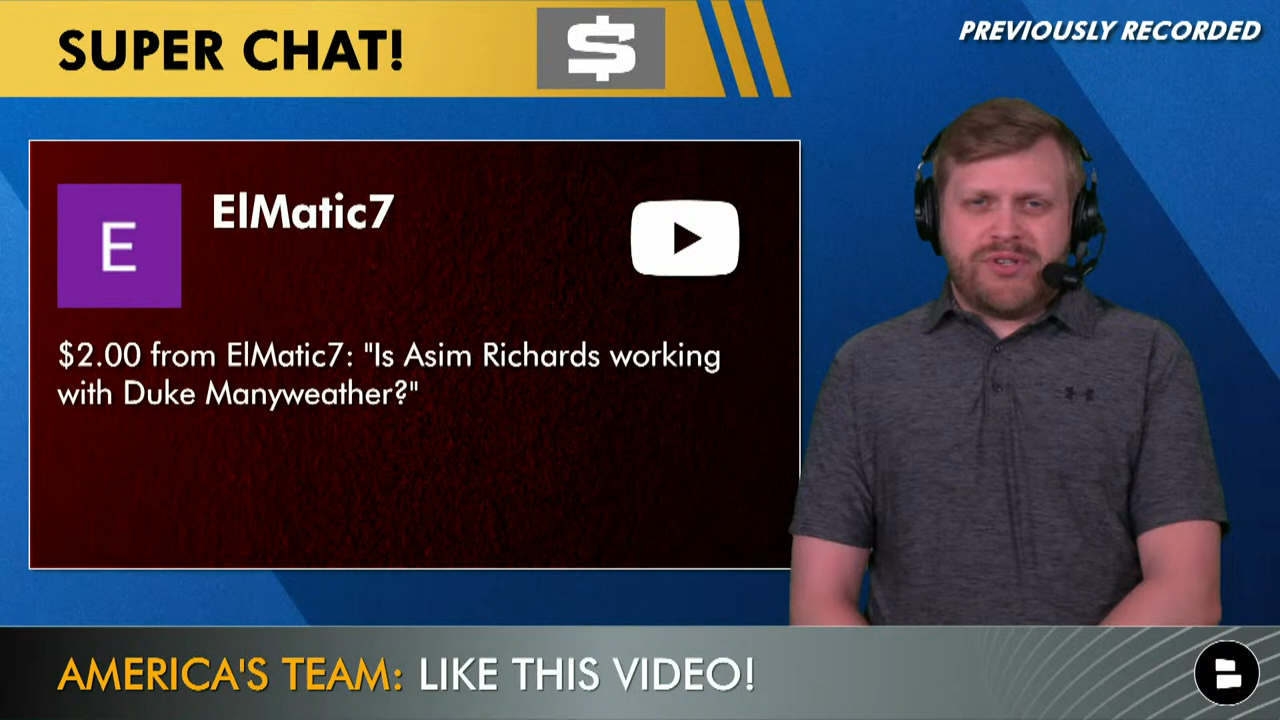 SUPER CHAT!
$
PREVIOUSLY RECORDED
E
ElMatic7
$2.00 from ElMatic7: "Is Asim Richards working
with Duke Manyweather?"
AMERICA'S TEAM: LIKE THIS VIDEO!